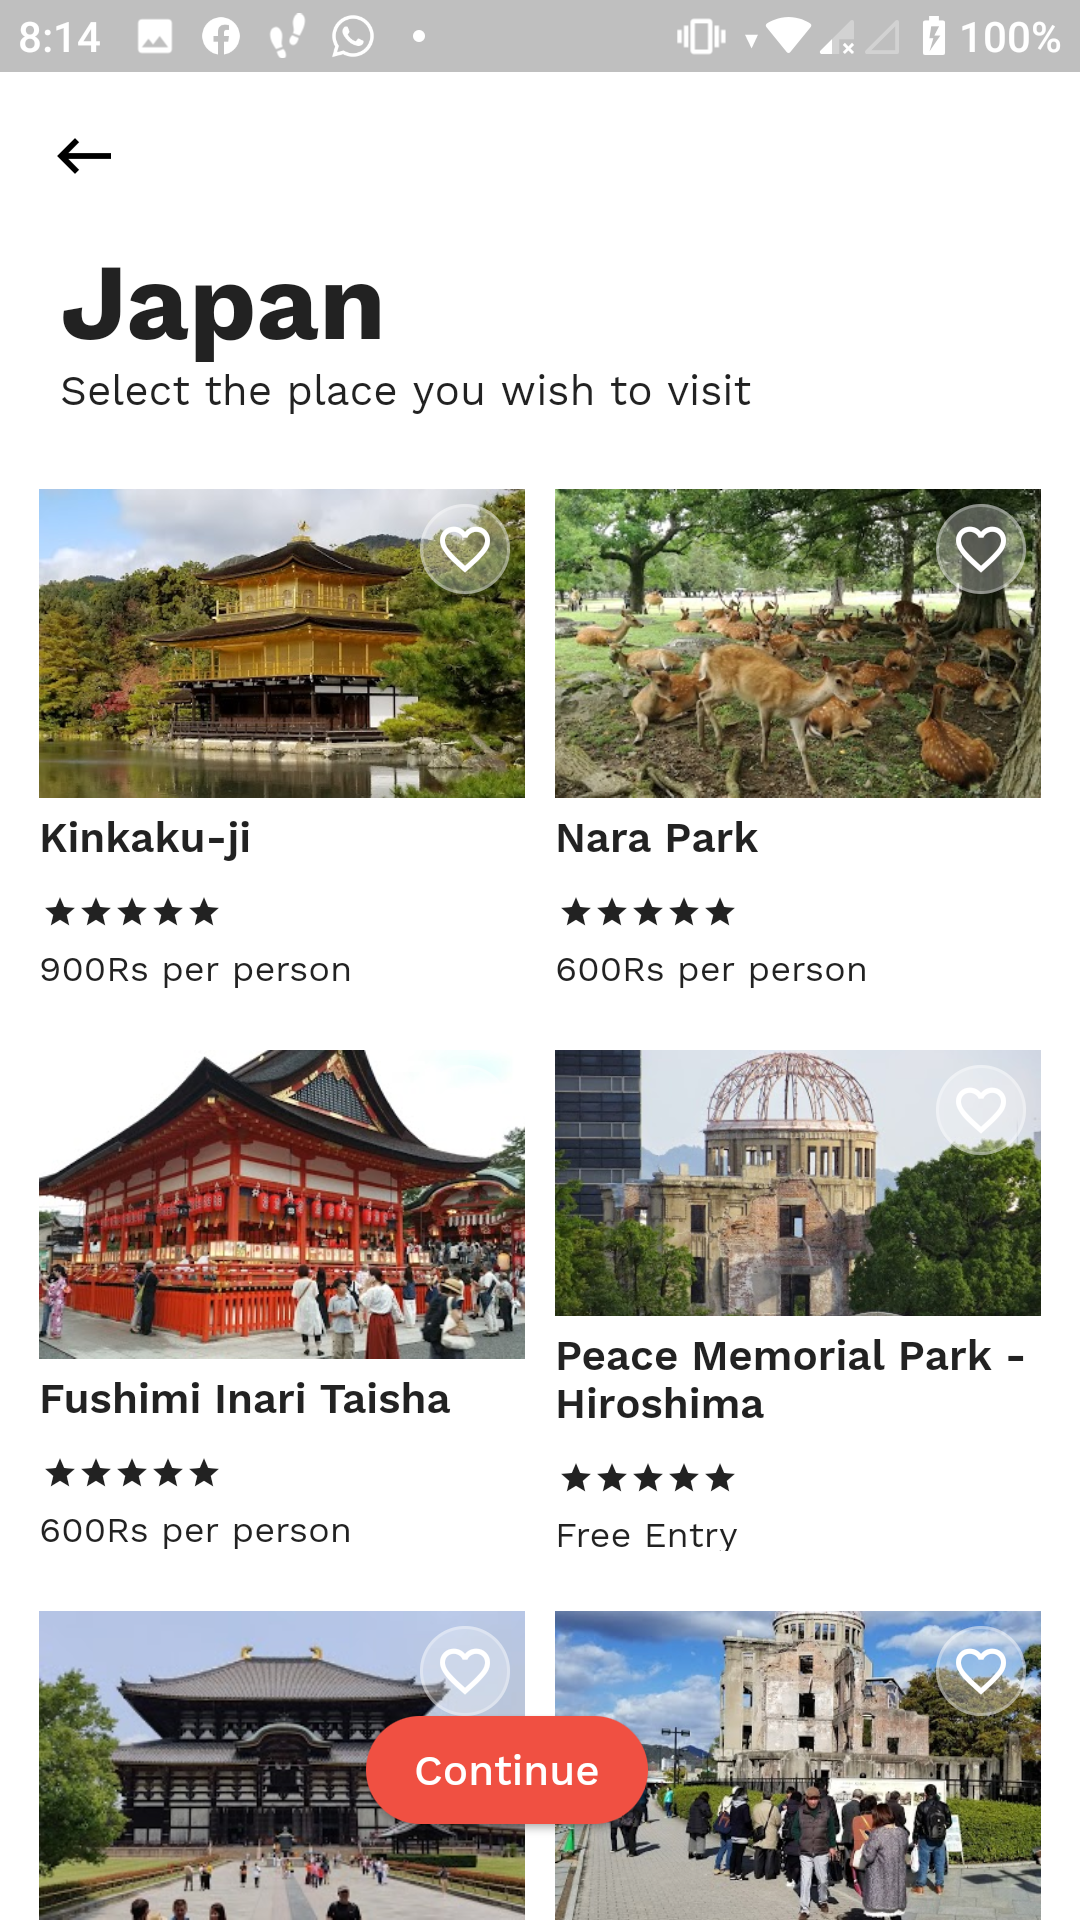 8:14
100%
Japan
Select the place you wish to visit
Kinkaku-ji
Nara Park
900Rs per person
600Rs per person
Fushimi Inari Taisha
Peace Memorial Park -
Hiroshima
600Rs per person
Free Entry
Continue